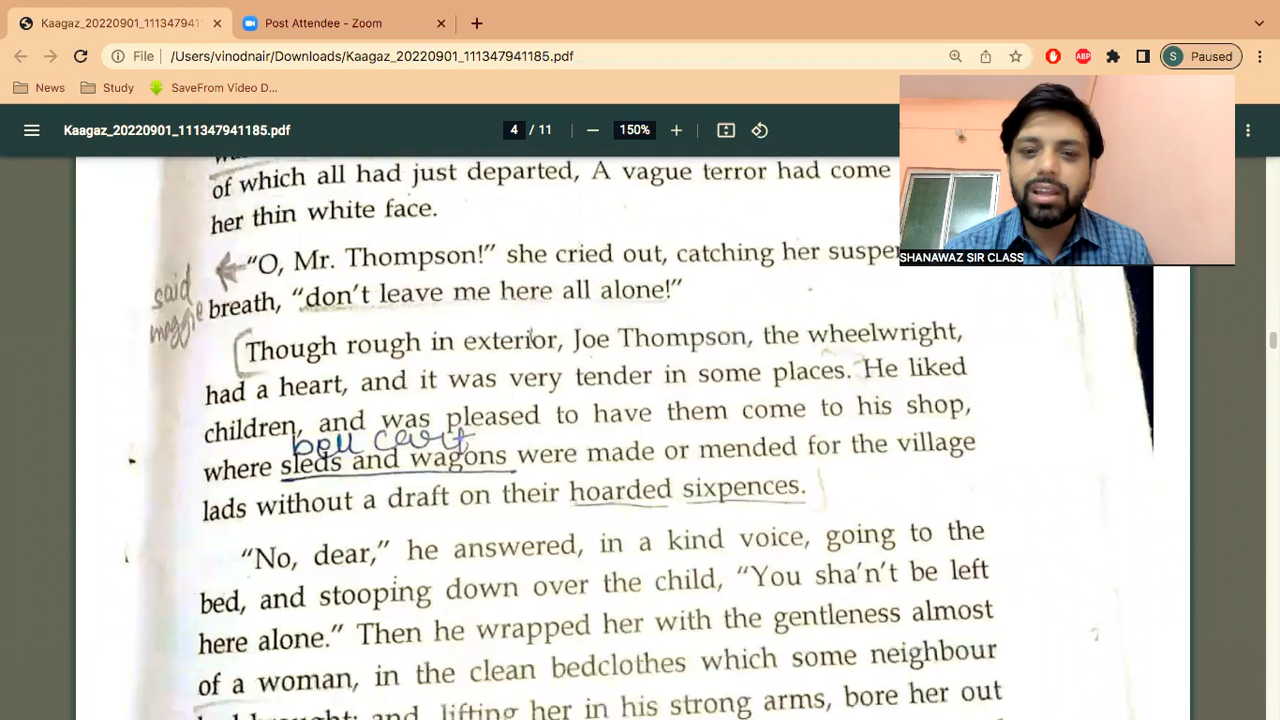 Kaagaz_20220901_1113479411
Post Attendee - Zoom
File
/Users/vinodnair/Downloads/Kaagaz_20220901_111347941185.pdf
S Paused
News
Study
SaveFrom Video D...
Kaagaz_20220901_111347941185.pdf
4 / 11
150%
SHANAWAZ SIR CLASS
of which all had just departed, A vague terror had come
her thin white face.
"O, Mr. Thompson!" she cried out, catching her suspen
said
maggie
breath, "don't leave me here all alone!"
Though rough in exterior, Joe Thompson, the wheelwright,
had a heart, and it was very tender in some places. He liked
children, and was pleased to have them come to his shop,
where sleds and wagons were made or mended for the village
lads without a draft on their hoarded sixpences.
"No, dear," he answered, in a kind voice, going to the
bed, and stooping down over the child, "You sha'n't be left
here alone." Then he wrapped her with the gentleness almost
of a woman, in the clean bedclothes which some neighbour
had brought; and, lifting her in his strong arms, bore her out